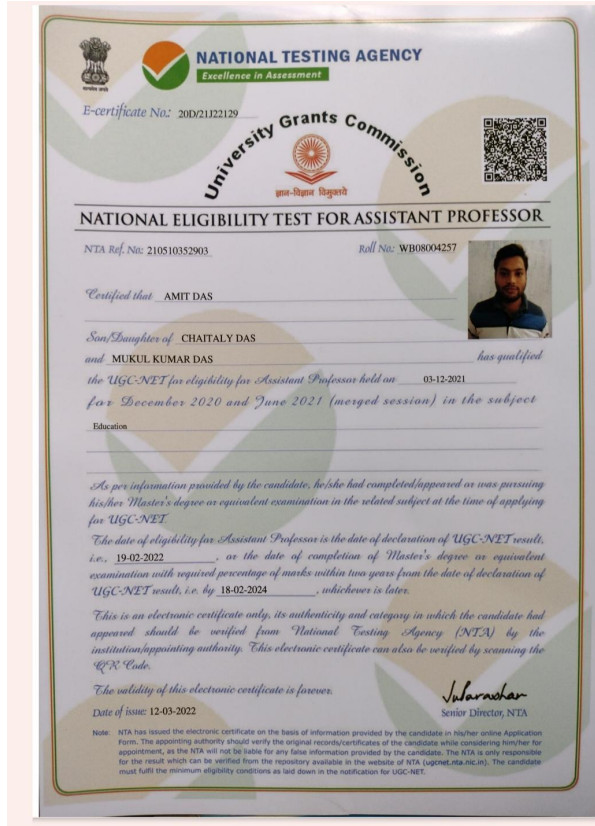 सत्यमेव जयते
NATIONAL TESTING AGENCY
Excellence in Assessment
E-certificate No.: 20D/21J22129
University Grants Commission
ज्ञान-विज्ञान विमुक्तये
NATIONAL ELIGIBILITY TEST FOR ASSISTANT PROFESSOR
NTA Ref. No: 210510352903 Roll No: WB08004257
Certified that AMIT DAS
Son/Daughter of CHAITALY DAS
and MUKUL KUMAR DAS has qualified
the UGC-NET for eligibility for Assistant Professor held on 03-12-2021
for December 2020 and June 2021 (merged session) in the subject
Education
As per information provided by the candidate, he/she had completed/appeared or was pursuing
his/her Master's degree or equivalent examination in the related subject at the time of applying
for UGC-NET.
The date of eligibility for Assistant Professor is the date of declaration of UGC-NET result,
i.e., 19-02-2022, or the date of completion of Master's degree or equivalent
examination with required percentage of marks within two years from the date of declaration of
UGC-NET result, i.e. by 18-02-2024, whichever is later.
This is an electronic certificate only, its authenticity and category in which the candidate had
appeared should be verified from National Testing Agency (NTA) by the
institution/appointing authority. This electronic certificate can also be verified by scanning the
QR Code.
The validity of this electronic certificate is forever.
Date of issue: 12-03-2022
Senior Director, NTA
Note: NTA has issued the electronic certificate on the basis of information provided by the candidate in his/her online Application
Form. The appointing authority should verify the original records/certificates of the candidate while considering him/her for
appointment, as the NTA will not be liable for any false information provided by the candidate. The NTA is only responsible
for the result which can be verified from the repository available in the website of NTA (ugcnet.nta.nic.in). The candidate
must fulfil the minimum eligibility conditions as laid down in the notification for UGC-NET.